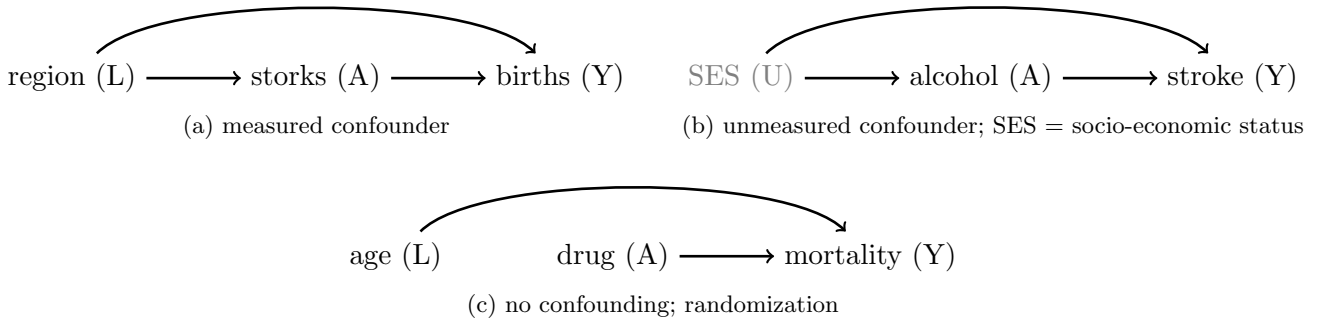 region (L) storks (A) births (Y)
(a) measured confounder
SES (U) alcohol (A) stroke (Y)
(b) unmeasured confounder; SES = socio-economic status
age (L) drug (A) mortality (Y)
(c) no confounding; randomization